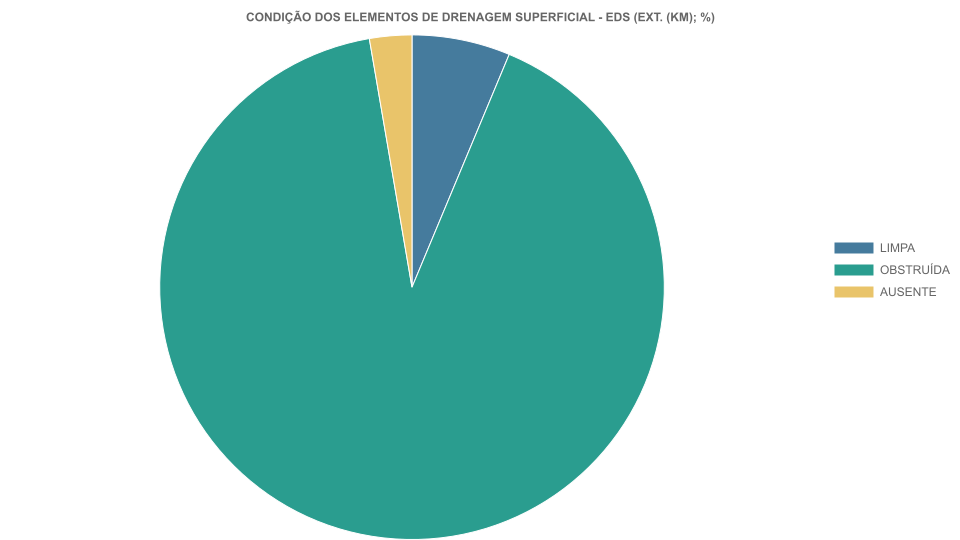 CONDIÇÃO DOS ELEMENTOS DE DRENAGEM SUPERFICIAL - EDS (EXT. (KM); %)
LIMPA
OBSTRUÍDA
AUSENTE